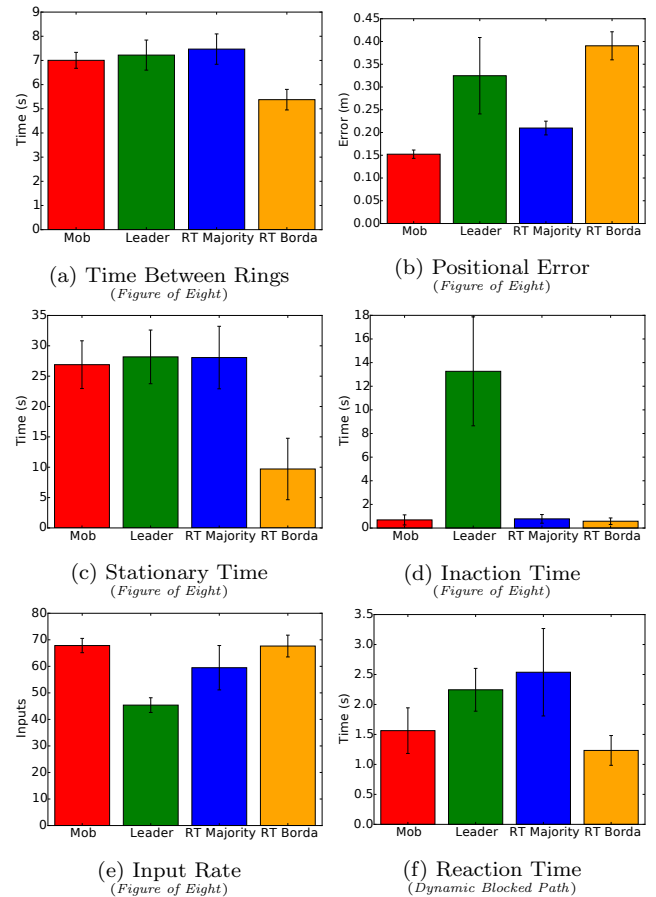 9
8
7
6
5
4
3
2
1
0
Time (s)
Mob Leader RT Majority RT Borda
(a) Time Between Rings
(Figure of Eight)
0.40
0.35
0.30
0.25
0.20
0.15
0.10
0.05
0.00
Error (m)
Mob Leader RT Majority RT Borda
(b) Positional Error
(Figure of Eight)
35
30
25
20
15
10
5
0
Time (s)
Mob Leader RT Majority RT Borda
(c) Stationary Time
(Figure of Eight)
18
16
14
12
10
8
6
4
2
0
Time (s)
Mob Leader RT Majority RT Borda
(d) Inaction Time
(Figure of Eight)
80
70
60
50
40
30
20
10
0
Inputs
Mob Leader RT Majority RT Borda
(e) Input Rate
(Figure of Eight)
3.5
3.0
2.5
2.0
1.5
1.0
0.5
0.0
Time (s)
Mob Leader RT Majority RT Borda
(f) Reaction Time
(Dynamic Blocked Path)